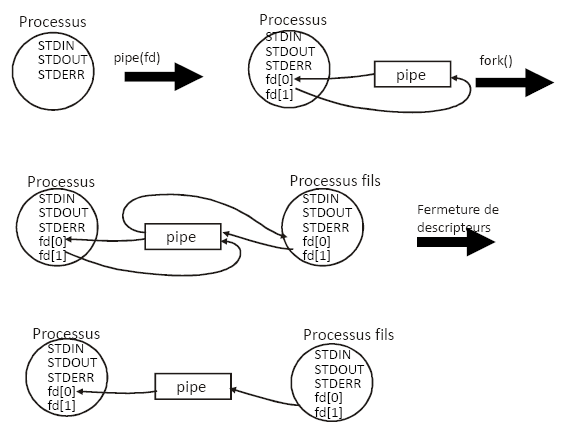 Processus
STDIN
STDOUT
STDERR
pipe(fd)
Processus
STDIN
STDOUT
STDERR
fd[0]
fd[1]
pipe
fork()
Processus
STDIN
STDOUT
STDERR
fd[0]
fd[1]
pipe
Processus fils
STDIN
STDOUT
STDERR
fd[0]
fd[1]
Fermeture de
descripteurs
Processus
STDIN
STDOUT
STDERR
fd[0]
fd[1]
pipe
Processus fils
STDIN
STDOUT
STDERR
fd[0]
fd[1]